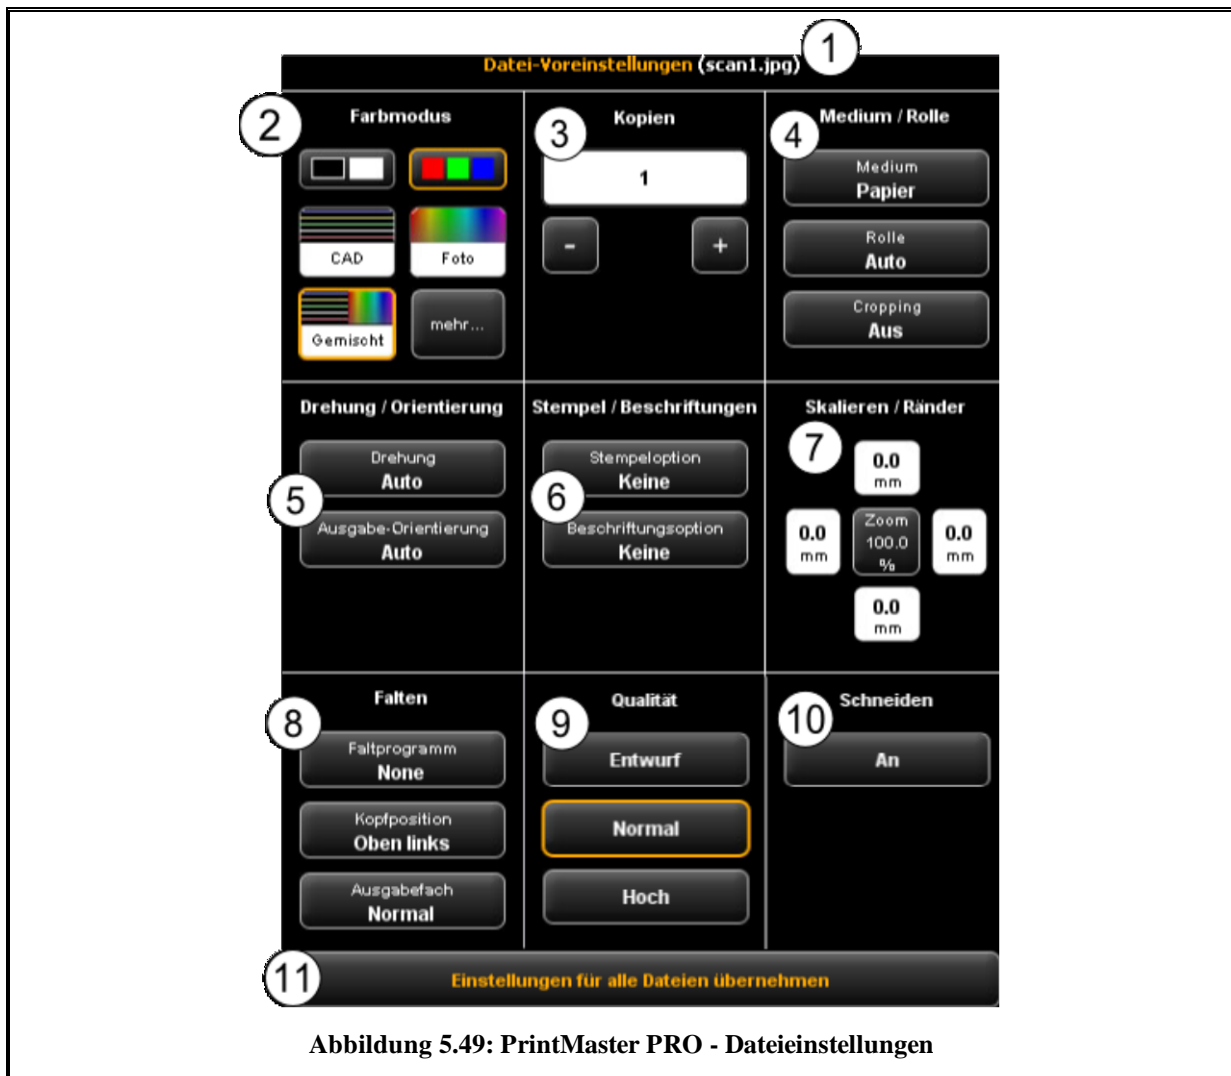 1
Datei-Voreinstellungen (scan1.jpg)
2
Farbmodus
CAD
Foto
Gemischt
mehr...
3
Kopien
1
-
+
4
Medium / Rolle
Medium
Papier
Rolle
Auto
Cropping
Aus
Drehung / Orientierung
5
Drehung
Auto
Ausgabe-Orientierung
Auto
Stempel / Beschriftungen
6
Stempeloption
Keine
Beschriftungsoption
Keine
Skalieren / Ränder
7
0.0
mm
0.0
mm
Zoom
100.0
%
0.0
mm
0.0
mm
8
Falten
Faltprogramm
None
Kopfposition
Oben links
Ausgabefach
Normal
9
Qualität
Entwurf
Normal
Hoch
10
Schneiden
An
11
Einstellungen für alle Dateien übernehmen
Abbildung 5.49: PrintMaster PRO - Dateieinstellungen